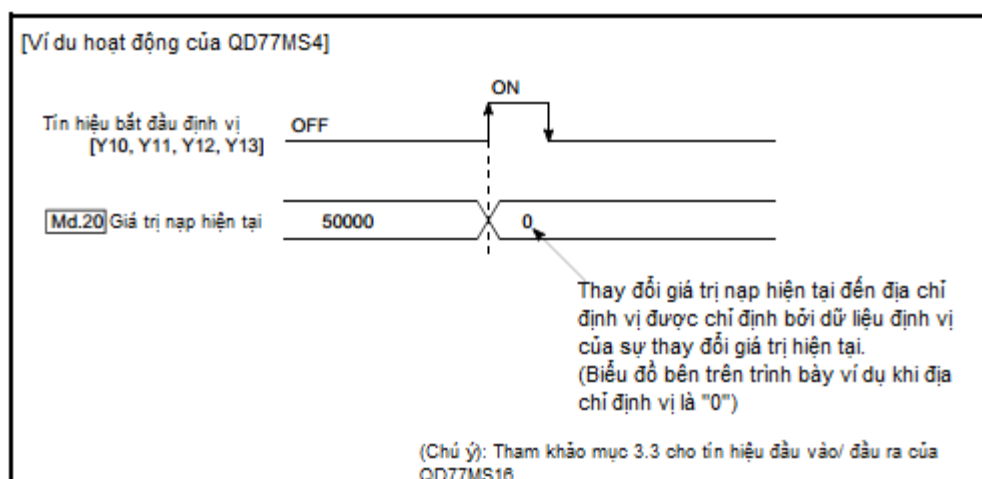 [Ví du hoạt động của QD77MS4]
ON
Tín hiệu bắt đầu định vị OFF
[Y10, Y11, Y12, Y13]
Md.20 Giá trị nạp hiện tại 50000 0
Thay đổi giá trị nạp hiện tại đến địa chỉ
định vị được chỉ định bởi dữ liệu định vị
của sự thay đổi giá trị hiện tại.
(Biểu đồ bên trên trình bày ví dụ khi địa
chỉ định vị là "0")
(Chú ý): Tham khảo mục 3.3 cho tín hiệu đầu vào/ đầu ra của
QD77MS16